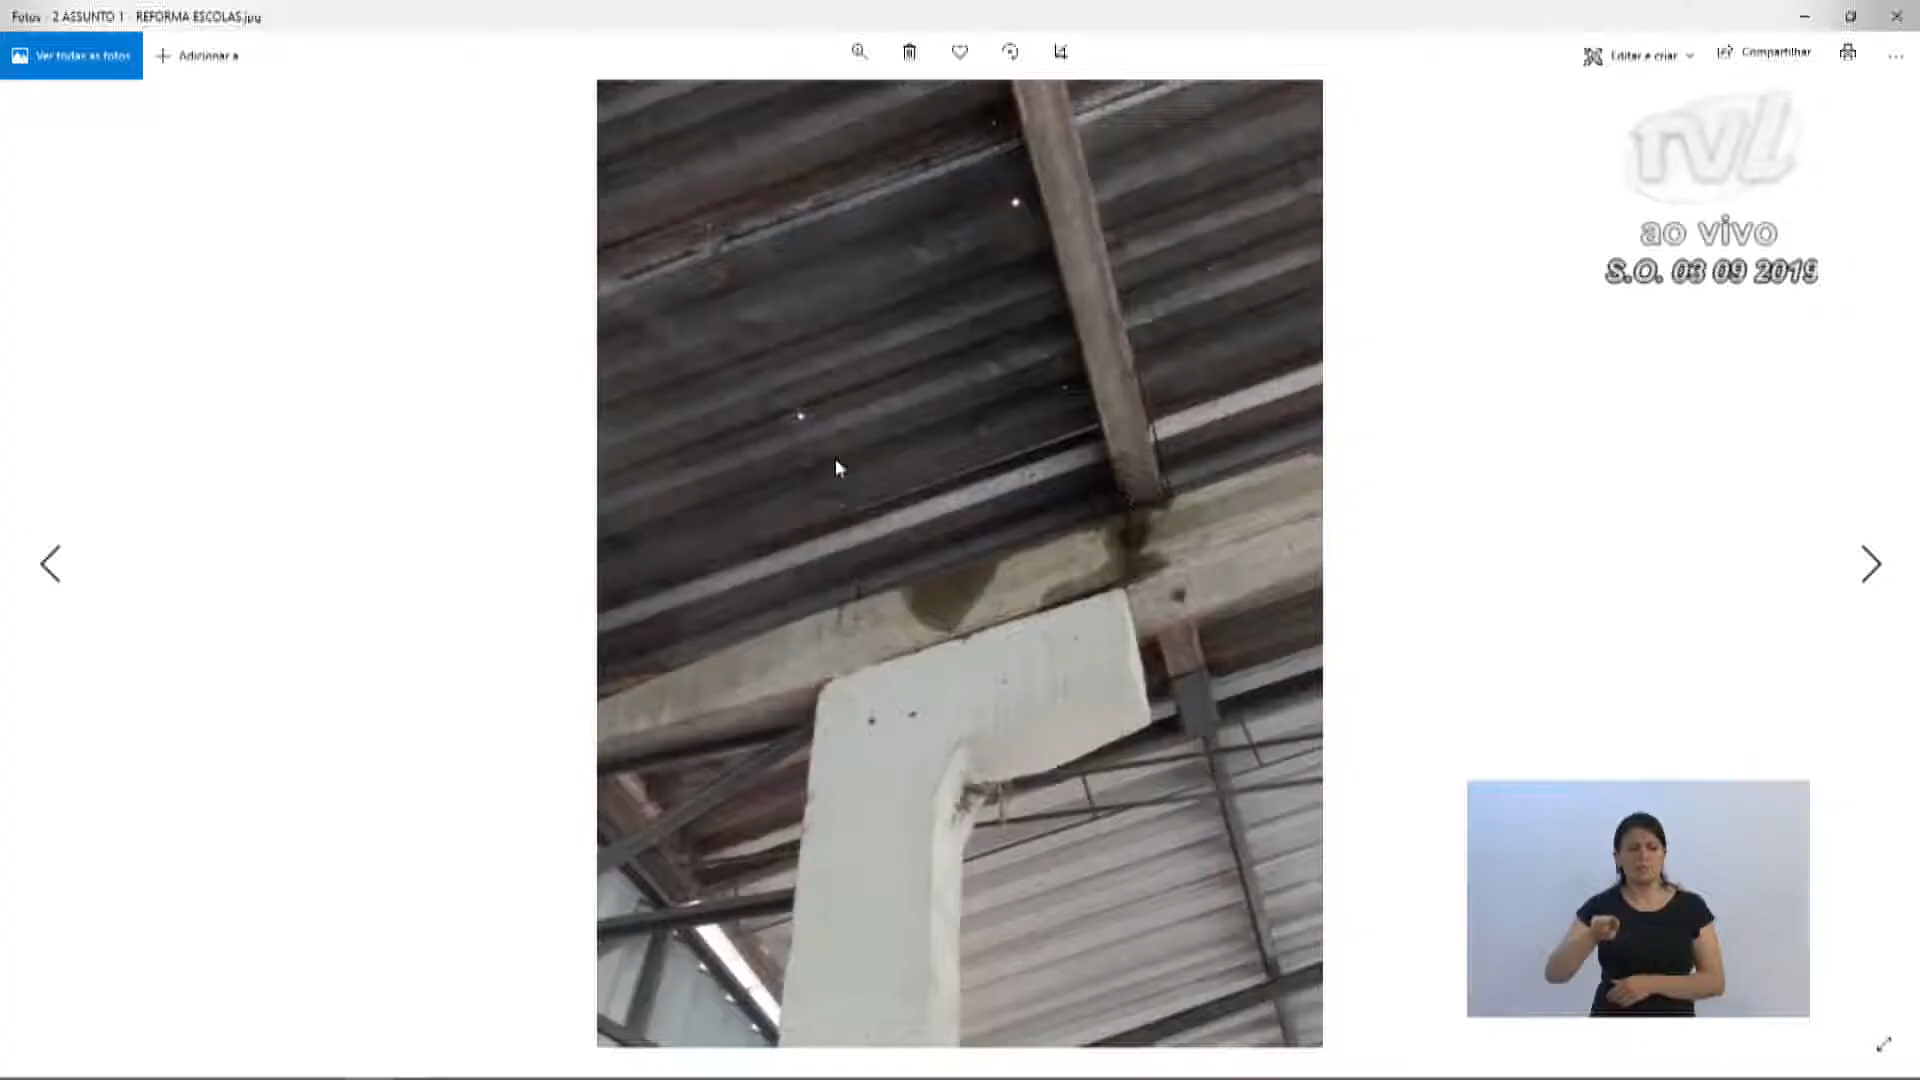 Fotos - 2 ASSUNTO 1 - REFORMA ESCOLAS.jpg
Ver todas as fotos
Adicionar a
Editar e criar
Compartilhar
TVL
ao vivo
S.O. 03 09 2019